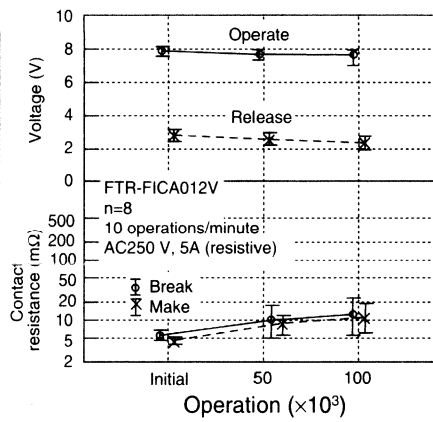 10
8
6
4
2
0
Voltage (V)
Operate
Release
FTR-FICA012V
n=8
10 operations/minute
AC250 V, 5A (resistive)
500
200
100
50
20
10
5
2
Contact
resistance (mΩ)
Break
Make
Initial
50
100
Operation (×10³)